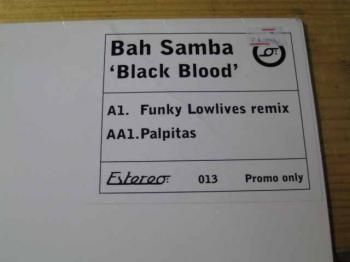 Bah Samba
'Black Blood'
A1. Funky Lowlives remix
AA1.Palpitas
Estereo 013 Promo only